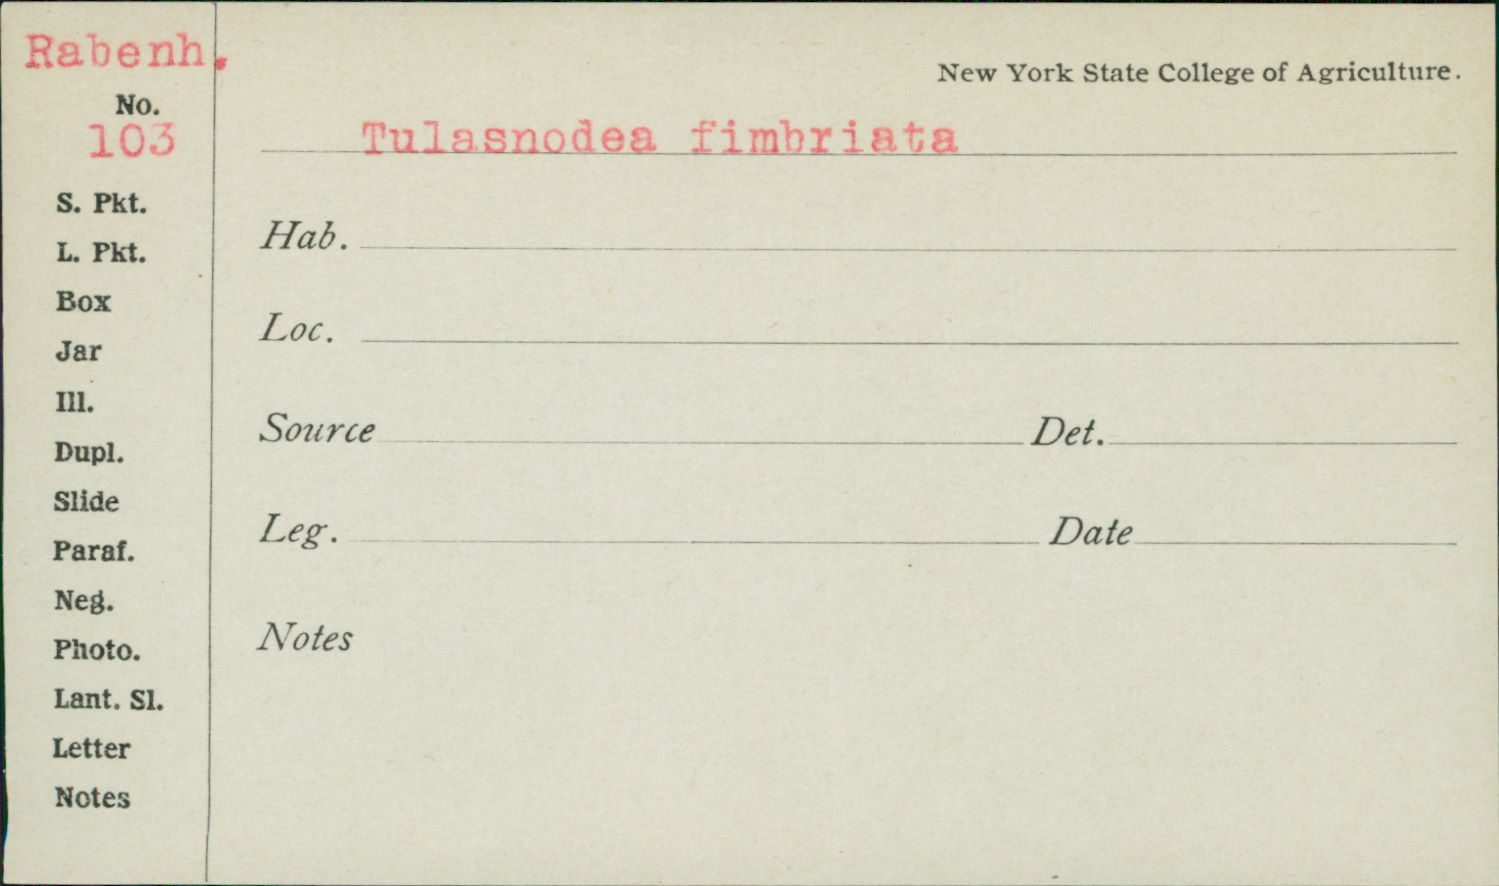 Rabenh.
New York State College of Agriculture.
No.
103
Tulasnodea fimbriata
S. Pkt.
L. Pkt.
Box
Jar
Ill.
Dupl.
Slide
Paraf.
Neg.
Photo.
Lant. Sl.
Letter
Notes
Hab.
Loc.
Source Det.
Leg. Date
Notes